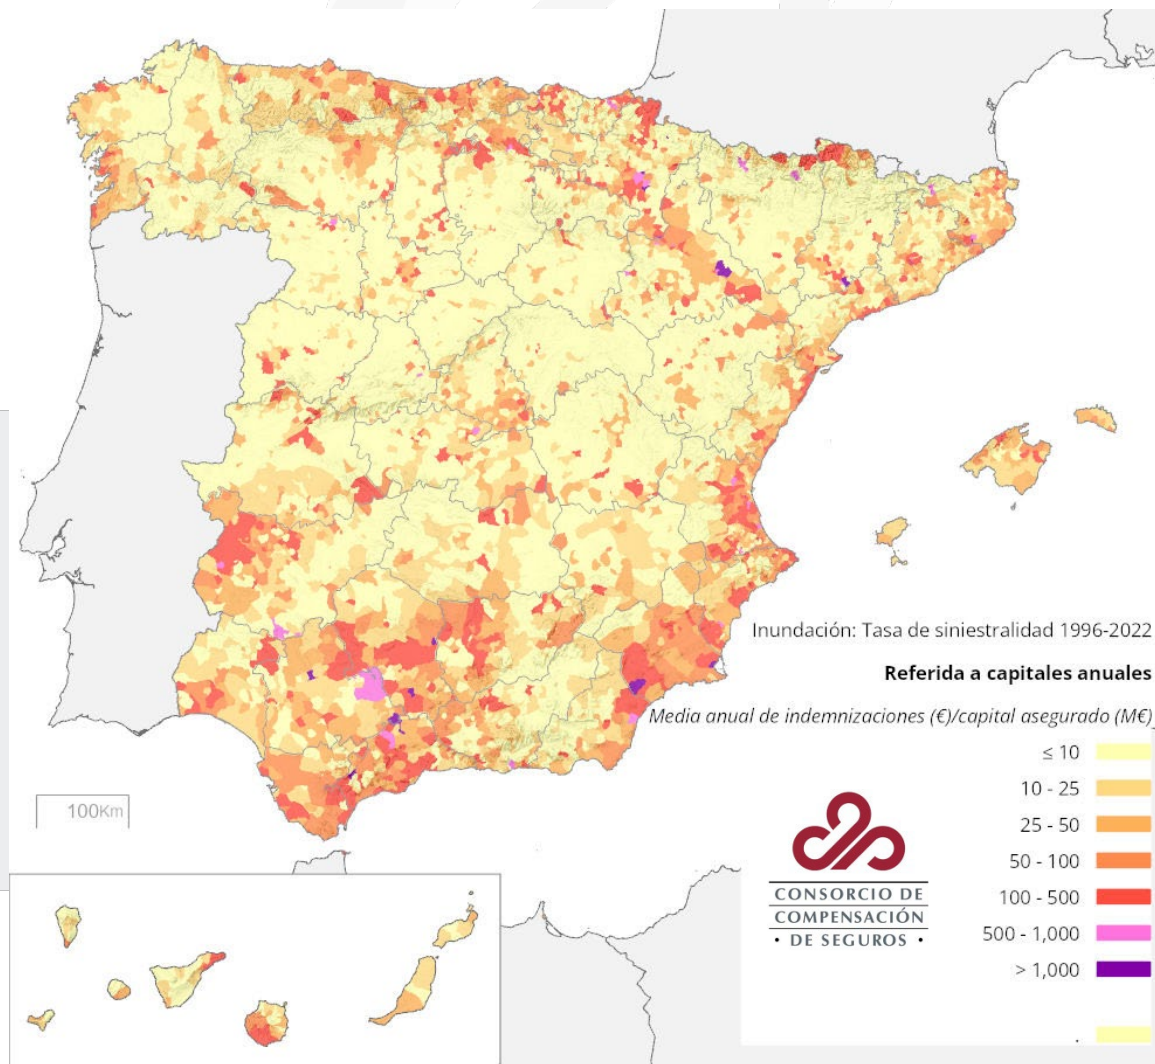 Inundación: Tasa de siniestralidad 1996-2022
Referida a capitales anuales
Media anual de indemnizaciones (€)/capital asegurado (M€)
≤ 10
10 - 25
25 - 50
50 - 100
100 - 500
500 - 1,000
> 1,000
.
CONSORCIO DE
COMPENSACIÓN
• DE SEGUROS •
100Km